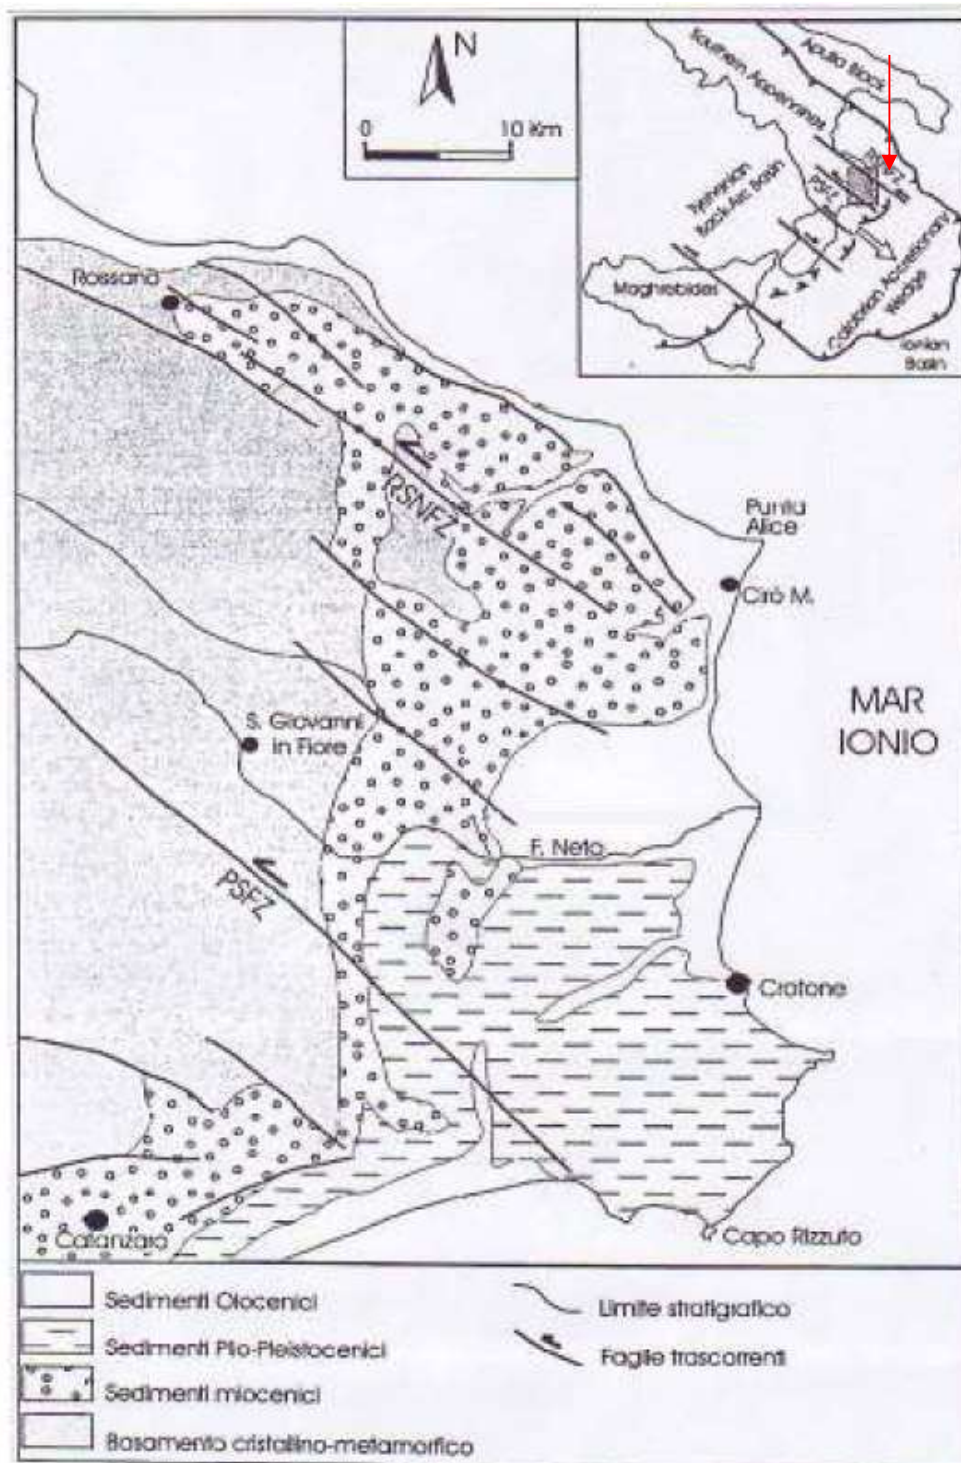 N
0 10 Km
Southern Appennines
Apulia Block
Tyrrhenian
Back-Arc Basin
PSFZ
Maghrebides
Calabrian Accretionary
Wedge
Ionian
Basin
Rossano
RSNFZ
Punta
Alice
Cirò M.
MAR
IONIO
S. Giovanni
in Fiore
F. Neto
PSFZ
Crotone
Catanzaro
Capo Rizzuto
Sedimenti Olocenici
Sedimenti Plio-Pleistocenici
Sedimenti miocenici
Basamento cristallino-metamorfico
Limite stratigrafico
Faglie trascorrenti